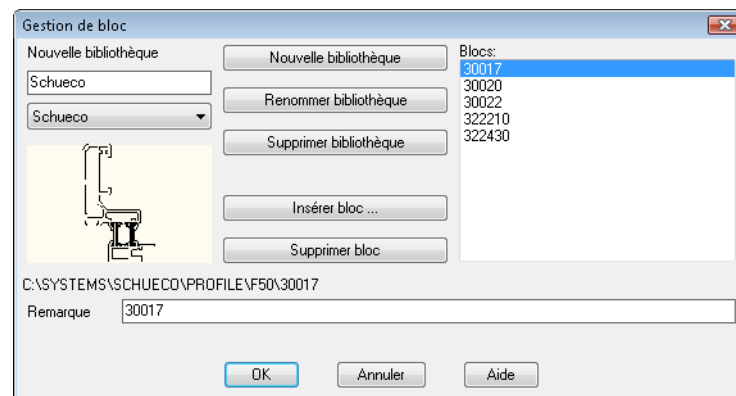 Gestion de bloc
Nouvelle bibliothèque
Schueco
Schueco
Nouvelle bibliothèque
Renommer bibliothèque
Supprimer bibliothèque
Insérer bloc ...
Supprimer bloc
Blocs:
30017
30020
30022
322210
322430
C:\SYSTEMS\SCHUECO\PROFILE\F50\30017
Remarque
30017
OK
Annuler
Aide